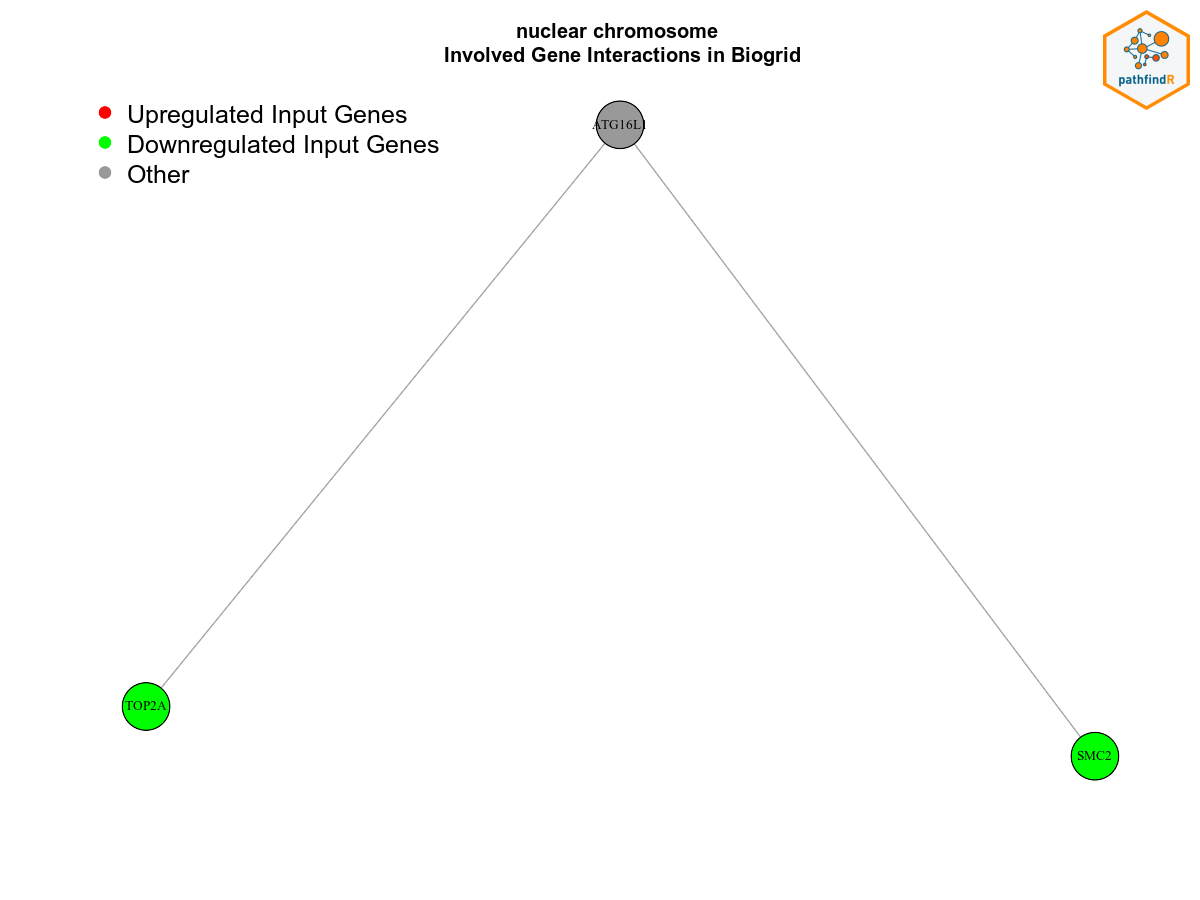 nuclear chromosome
Involved Gene Interactions in Biogrid
pathfindR
Upregulated Input Genes
Downregulated Input Genes
Other
ATG16L1
TOP2A
SMC2